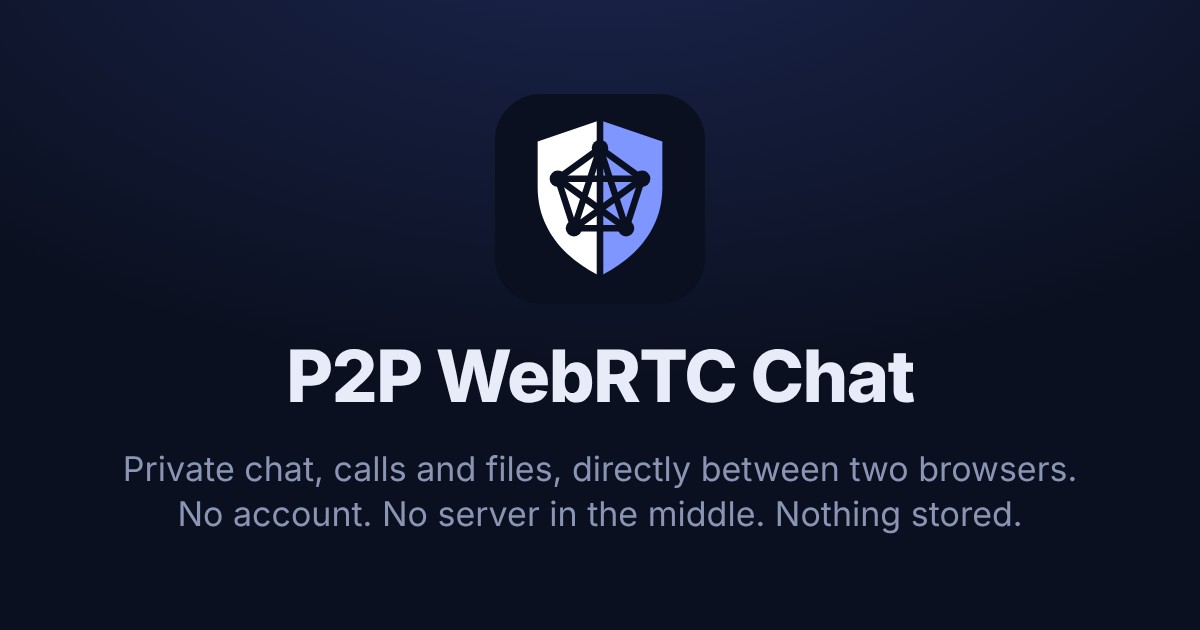 P2P WebRTC Chat
Private chat, calls and files, directly between two browsers.
No account. No server in the middle. Nothing stored.